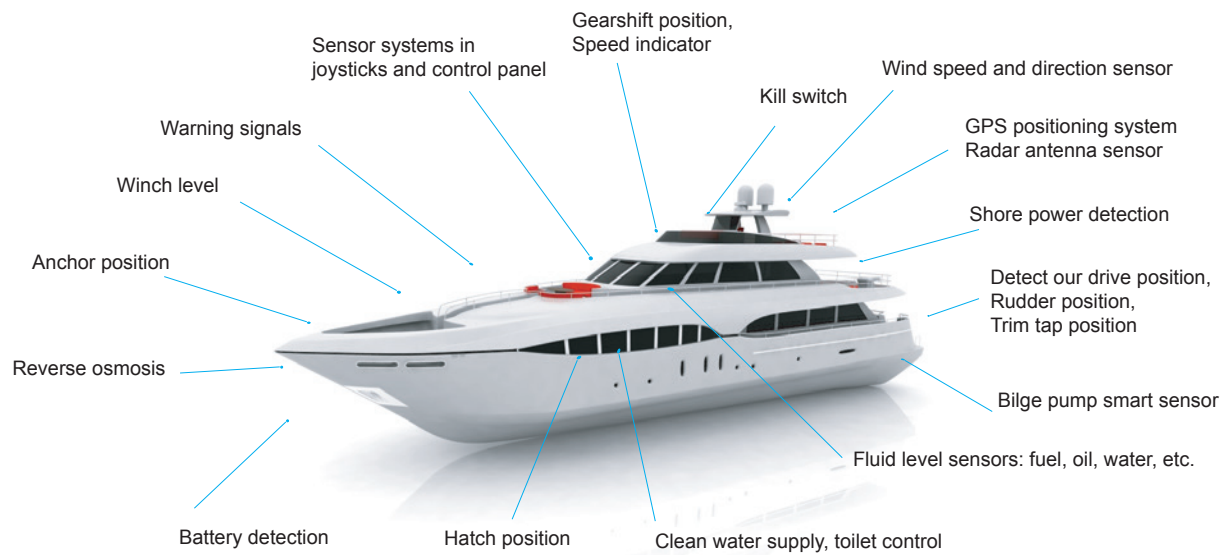 Gearshift position,
Speed indicator
Sensor systems in
joysticks and control panel
Wind speed and direction sensor
Kill switch
Warning signals
GPS positioning system
Radar antenna sensor
Winch level
Shore power detection
Anchor position
Detect our drive position,
Rudder position,
Trim tap position
Reverse osmosis
Bilge pump smart sensor
Fluid level sensors: fuel, oil, water, etc.
Battery detection
Hatch position
Clean water supply, toilet control